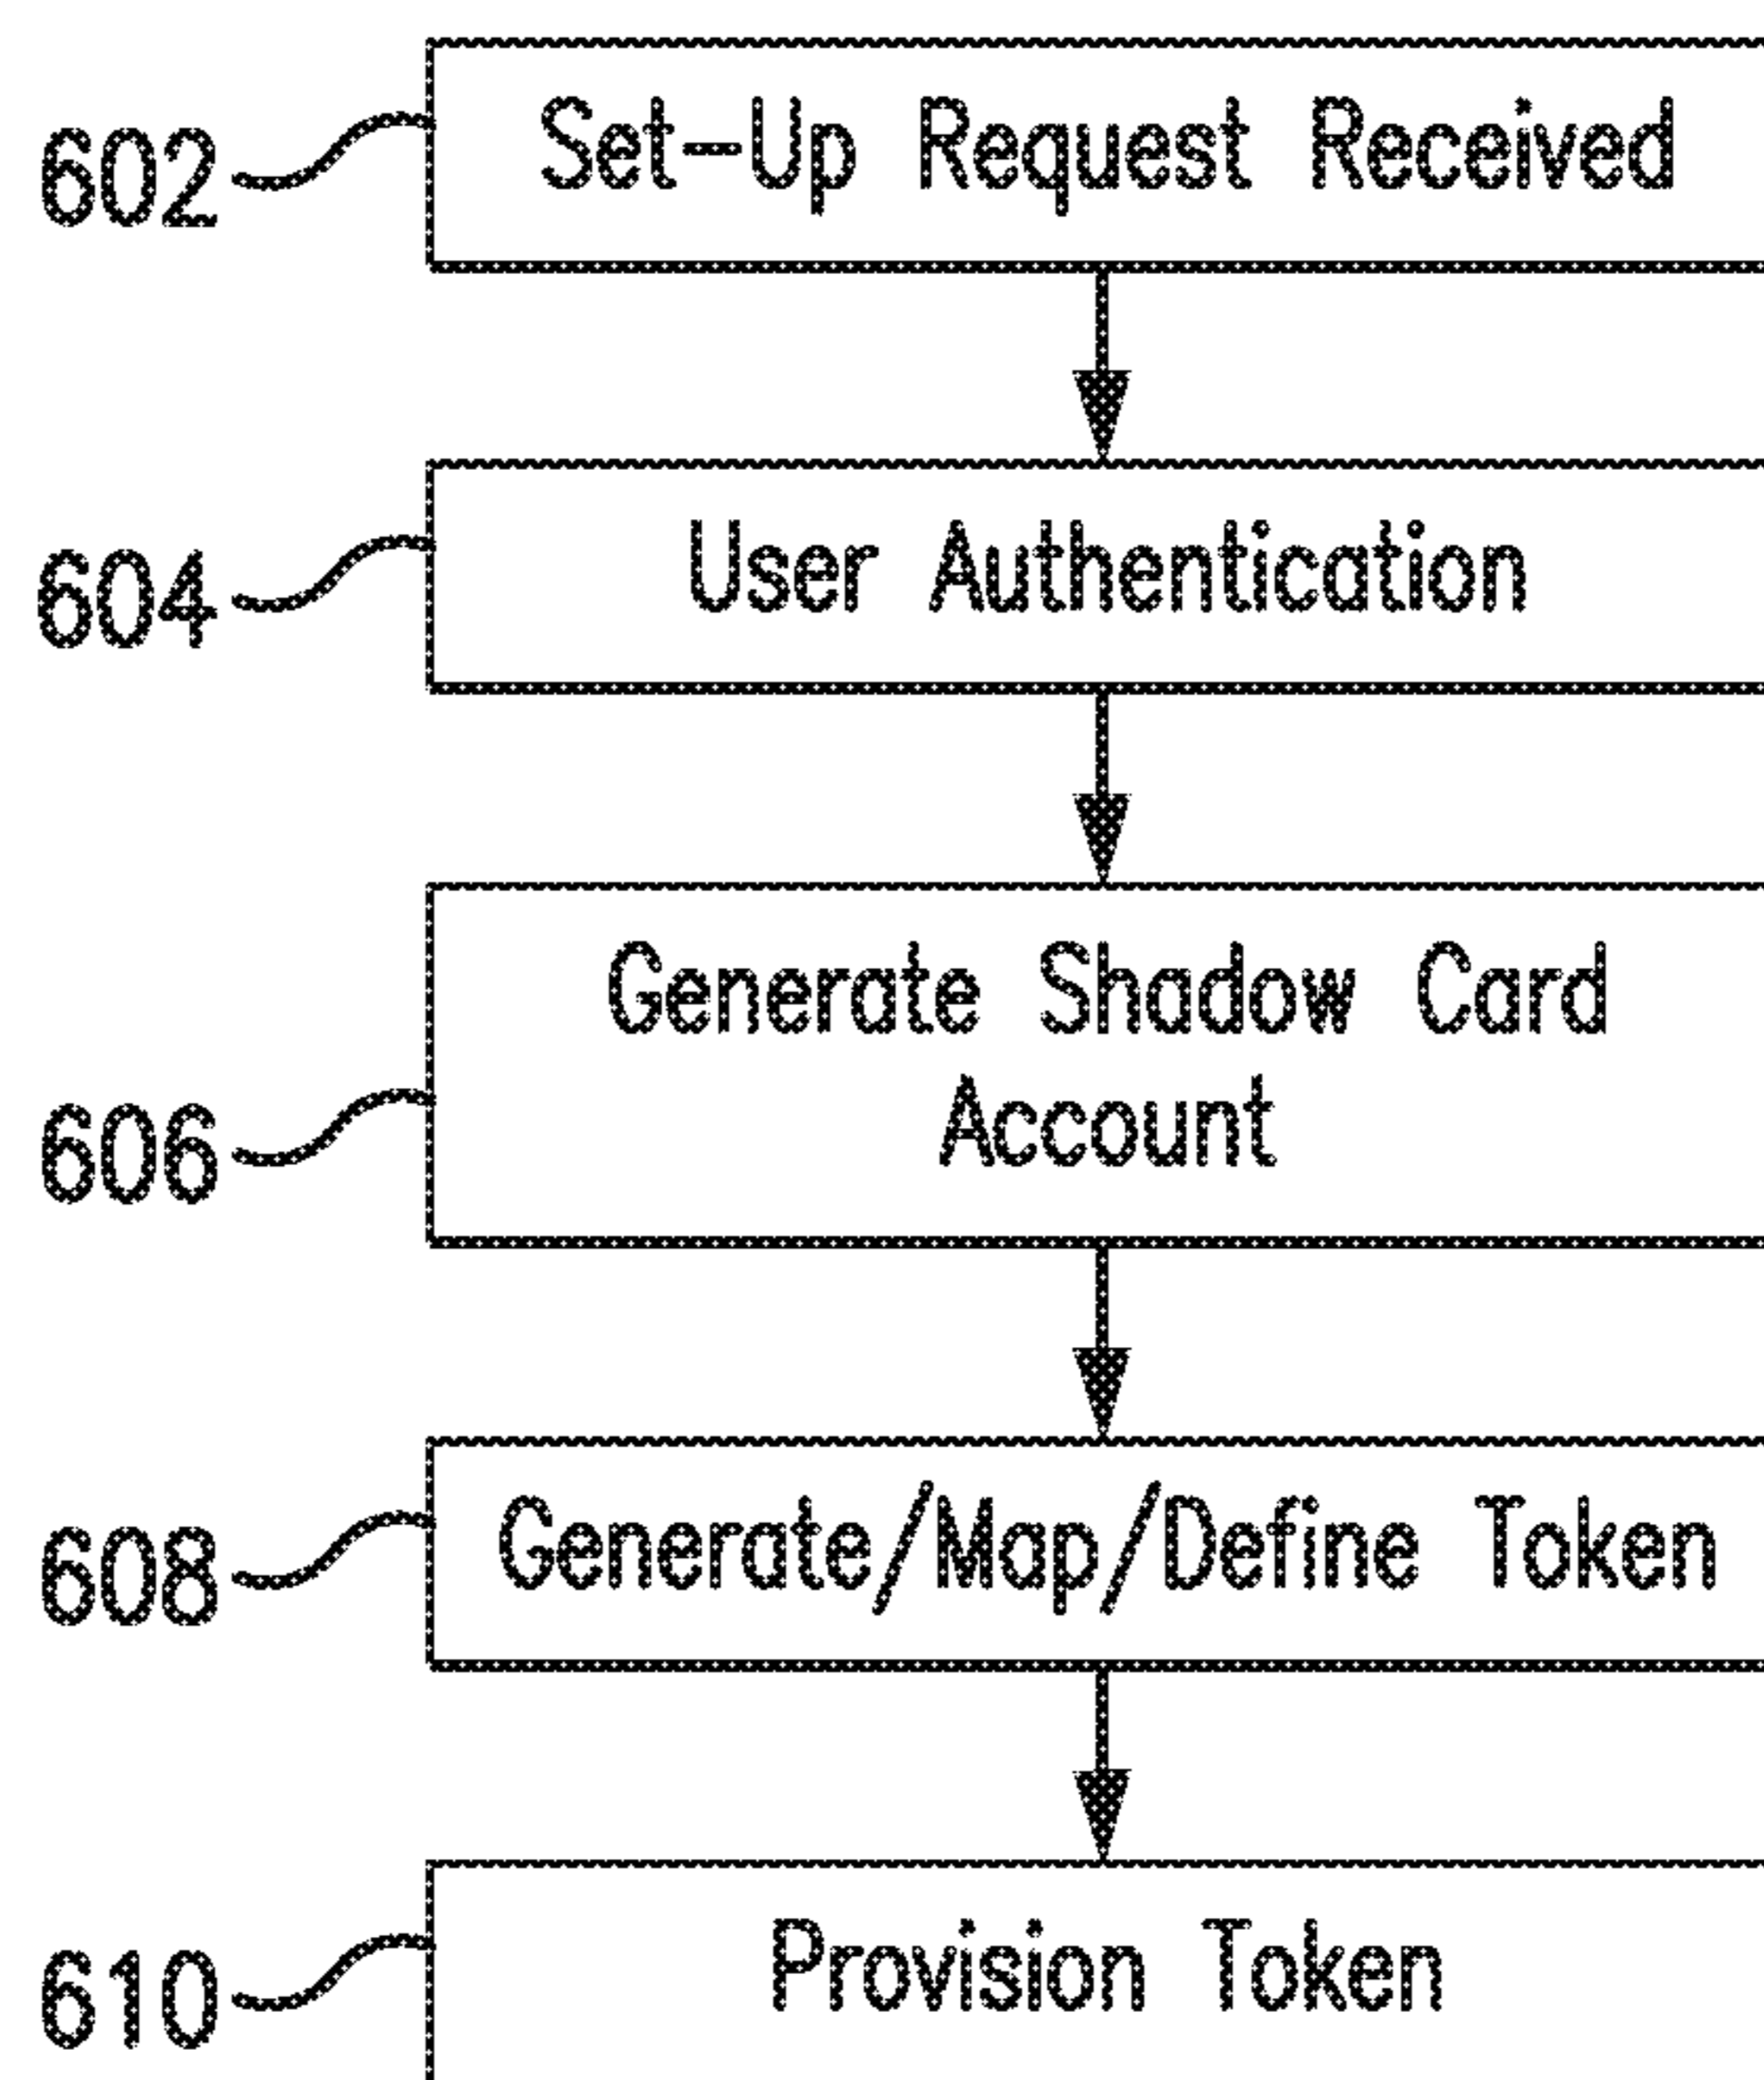 602
Set-Up Request Received
604
User Authentication
Generate Shadow Card
606
Account
608
Generate/Map/Define Token
610
Provision Token